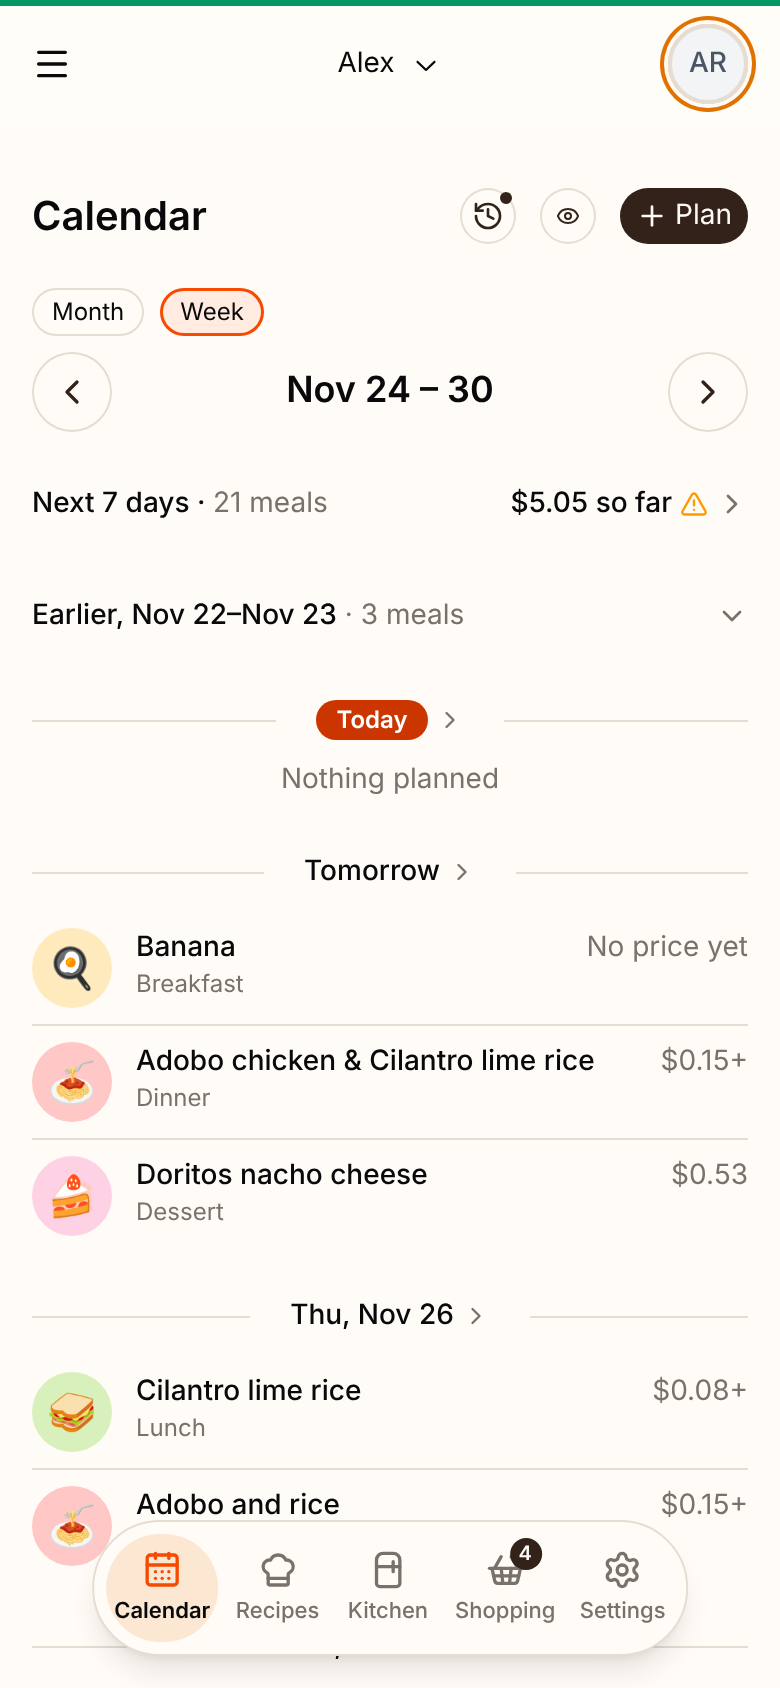 Alex
AR
Calendar
Plan
Month
Week
Nov 24 – 30
Next 7 days · 21 meals
$5.05 so far
Earlier, Nov 22–Nov 23 · 3 meals
Today
Nothing planned
Tomorrow
Banana
No price yet
Breakfast
Adobo chicken & Cilantro lime rice
$0.15+
Dinner
Doritos nacho cheese
$0.53
Dessert
Thu, Nov 26
Cilantro lime rice
$0.08+
Lunch
Adobo and rice
$0.15+
4
Calendar
Recipes
Kitchen
Shopping
Settings